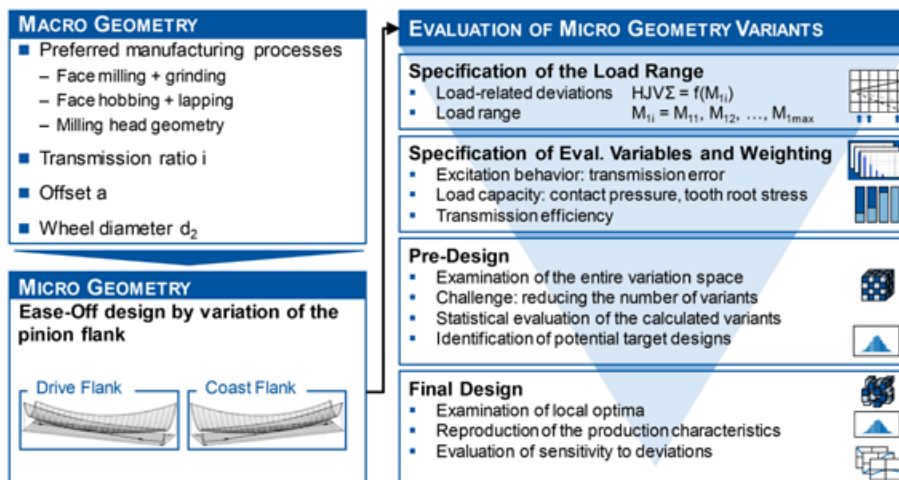 MACRO GEOMETRY
▪ Preferred manufacturing processes
– Face milling + grinding
– Face hobbing + lapping
– Milling head geometry
▪ Transmission ratio i
▪ Offset a
▪ Wheel diameter d₂
MICRO GEOMETRY
Ease-Off design by variation of the
pinion flank
Drive Flank
Coast Flank
EVALUATION OF MICRO GEOMETRY VARIANTS
Specification of the Load Range
▪ Load-related deviations HJVΣ = f(M₁ᵢ)
▪ Load range M₁ᵢ = M₁₁, M₁₂, …, M₁max
Specification of Eval. Variables and Weighting
▪ Excitation behavior: transmission error
▪ Load capacity: contact pressure, tooth root stress
▪ Transmission efficiency
Pre-Design
▪ Examination of the entire variation space
▪ Challenge: reducing the number of variants
▪ Statistical evaluation of the calculated variants
▪ Identification of potential target designs
Final Design
▪ Examination of local optima
▪ Reproduction of the production characteristics
▪ Evaluation of sensitivity to deviations